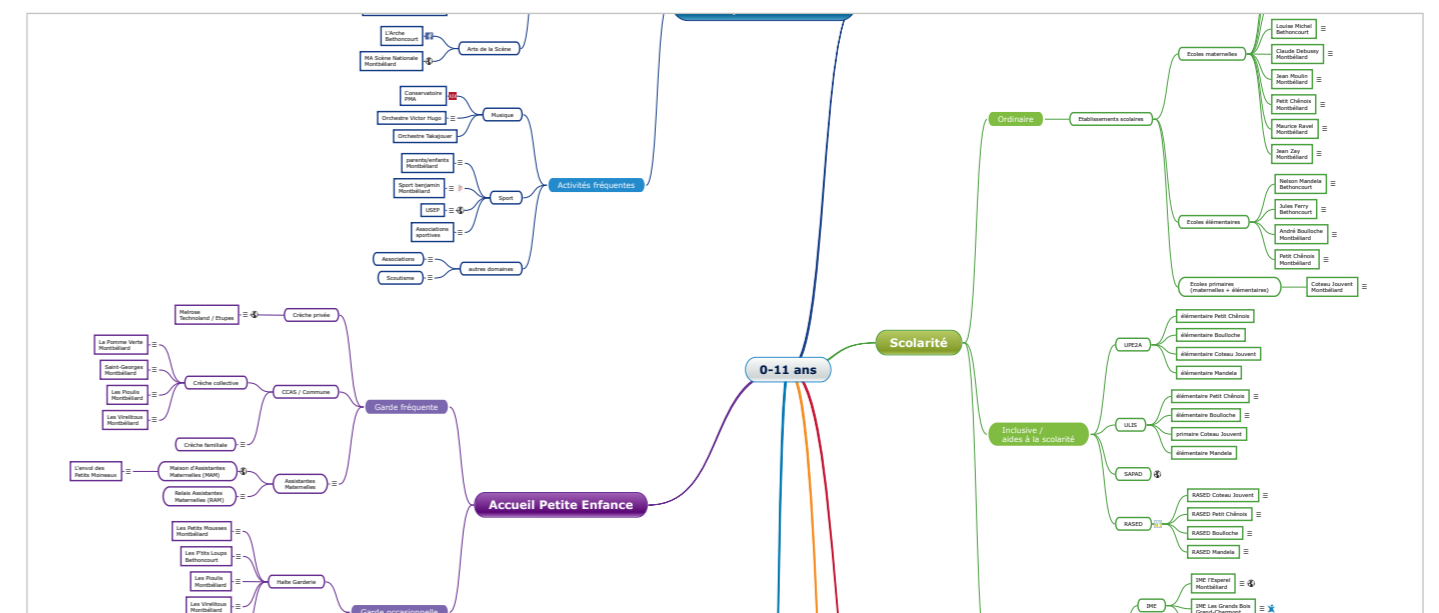 L'Arche
Bethoncourt
MA Scène Nationale
Montbéliard
Arts de la Scène
Conservatoire
PMA
Orchestre Victor Hugo
Orchestre Takajouer
Musique
parents/enfants
Montbéliard
Sport benjamin
Montbéliard
USEP
Associations
sportives
Sport
Associations
Scoutisme
autres domaines
Activités fréquentes
Melrose
Technoland / Etupes
Crèche privée
La Pomme Verte
Montbéliard
Saint-Georges
Montbéliard
Les Pioulis
Montbéliard
Les Virelitous
Montbéliard
Crèche collective
CCAS / Commune
Crèche familiale
Garde fréquente
L'envol des
Petits Moineaux
Maison d'Assistantes
Maternelles (MAM)
Relais Assistantes
Maternelles (RAM)
Assistantes
Maternelles
Accueil Petite Enfance
Les Petits Mousses
Montbéliard
Les P'tits Loups
Bethoncourt
Les Pioulis
Montbéliard
Les Virelitous
Montbéliard
Halte Garderie
Garde occasionnelle
0-11 ans
Scolarité
Ordinaire
Etablissements scolaires
Ecoles maternelles
Louise Michel
Bethoncourt
Claude Debussy
Montbéliard
Jean Moulin
Montbéliard
Petit Chênois
Montbéliard
Maurice Ravel
Montbéliard
Jean Zay
Montbéliard
Ecoles élémentaires
Nelson Mandela
Bethoncourt
Jules Ferry
Bethoncourt
André Boulloche
Montbéliard
Petit Chênois
Montbéliard
Ecoles primaires
(maternelles + élémentaires)
Coteau Jouvent
Montbéliard
Inclusive /
aides à la scolarité
UPE2A
élémentaire Petit Chênois
élémentaire Boulloche
élémentaire Coteau Jouvent
élémentaire Mandela
ULIS
élémentaire Petit Chênois
élémentaire Boulloche
primaire Coteau Jouvent
élémentaire Mandela
SAPAD
RASED
RASED Coteau Jouvent
RASED Petit Chênois
RASED Boulloche
RASED Mandela
IME
IME l'Esperel
Montbéliard
IME Les Grands Bois
Grand-Charmont